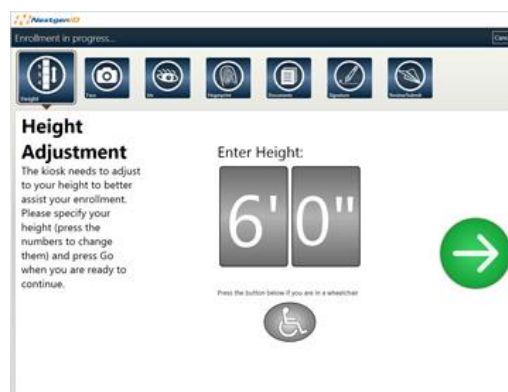 NextgenID
Enrollment in progress...
Canc
Height
Face
Iris
Fingerprint
Documents
Signature
Review/Submit
Height
Adjustment
The kiosk needs to adjust
to your height to better
assist your enrollment.
Please specify your
height (press the
numbers to change
them) and press Go
when you are ready to
continue.
Enter Height:
6' 0"
Press the button below if you are in a wheelchair